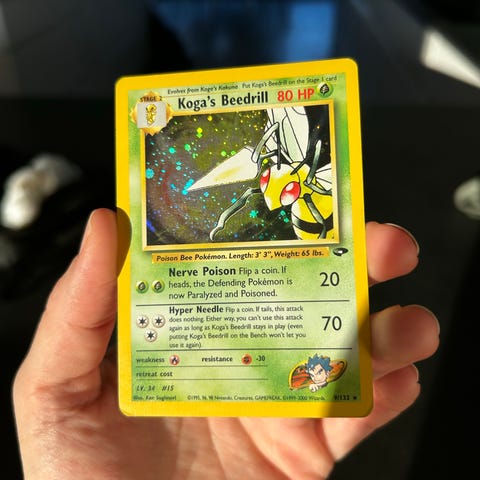 Evolves from Koga's Kakuna   Put Koga's Beedrill on the Stage 1 card
STAGE 2
Koga's Beedrill 80 HP
Poison Bee Pokémon. Length: 3' 3", Weight: 65 lbs.
Nerve Poison Flip a coin. If
heads, the Defending Pokémon is
now Paralyzed and Poisoned.
20
Hyper Needle Flip a coin. If tails, this attack
does nothing. Either way, you can't use this attack
again as long as Koga's Beedrill stays in play (even
putting Koga's Beedrill on the Bench won't let you
use it again).
70
weakness
resistance
-30
retreat cost
LV. 34 #15
Illus. Ken Sugimori
©1995, 96, 98 Nintendo, Creatures, GAMEFREAK. ©1999-2000 Wizards.
9/132 ★